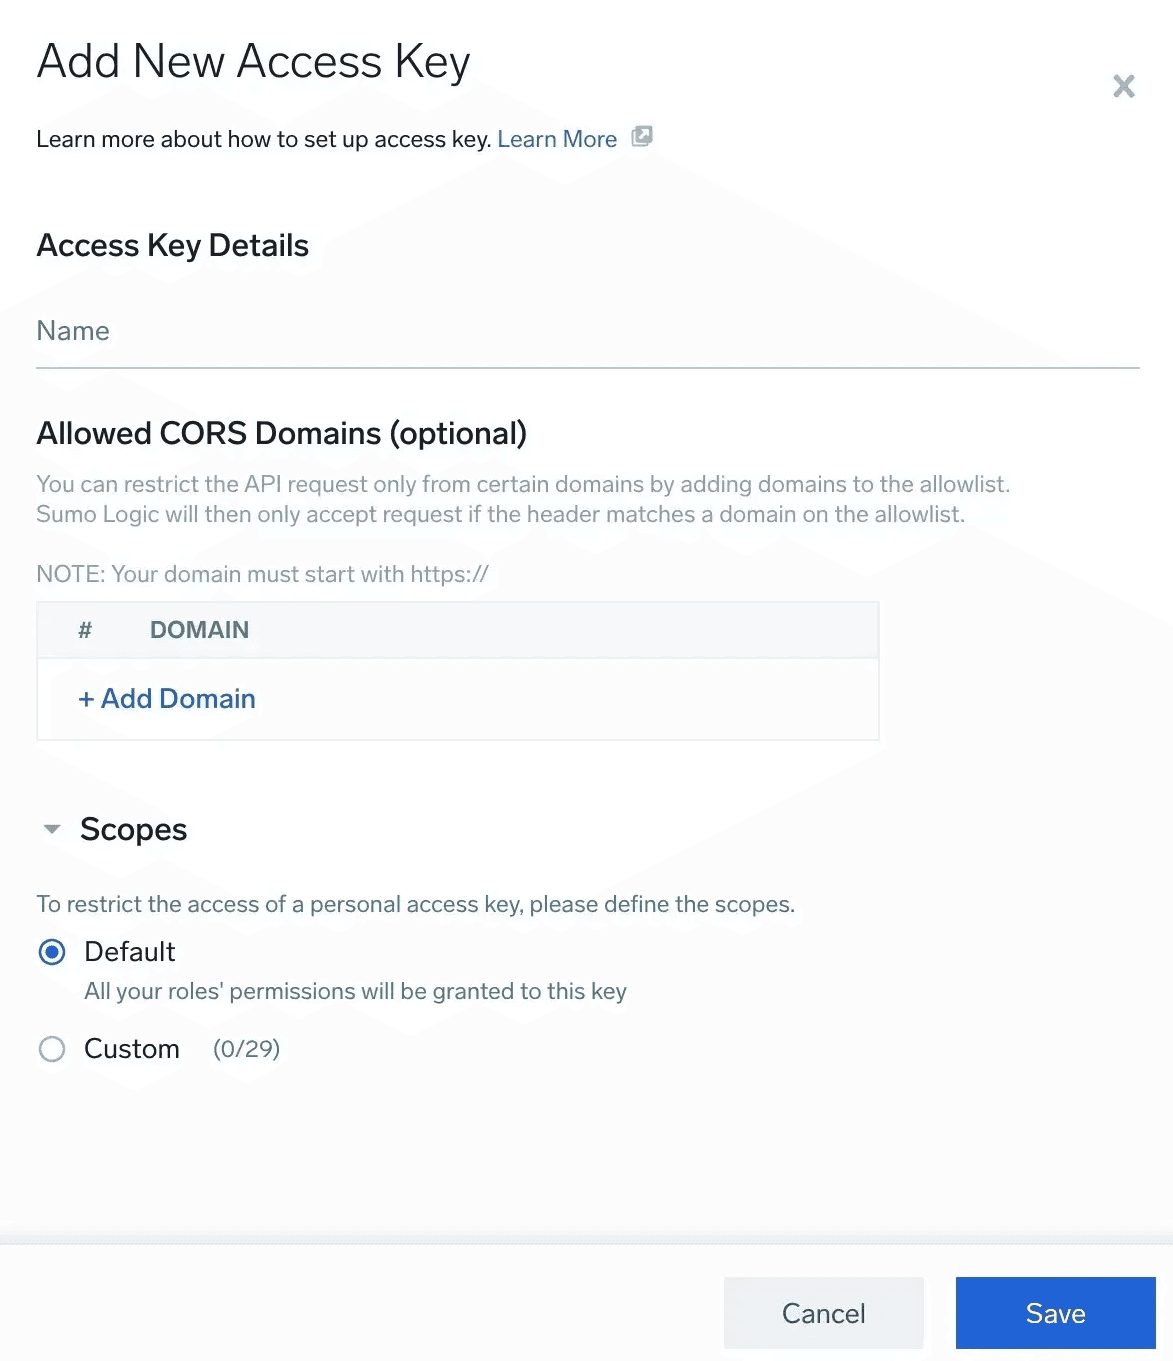 Add New Access Key
Learn more about how to set up access key. Learn More
Access Key Details
Name
Allowed CORS Domains (optional)
You can restrict the API request only from certain domains by adding domains to the allowlist.
Sumo Logic will then only accept request if the header matches a domain on the allowlist.
NOTE: Your domain must start with https://
# DOMAIN
+ Add Domain
Scopes
To restrict the access of a personal access key, please define the scopes.
Default
All your roles' permissions will be granted to this key
Custom (0/29)
Cancel Save